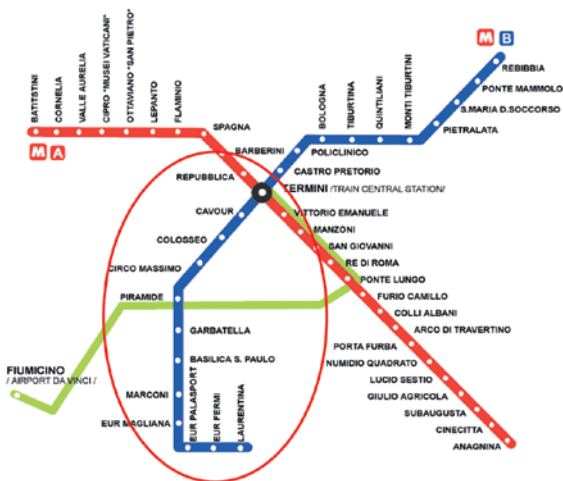 M B
REBIBBIA
PONTE MAMMOLO
S.MARIA D.SOCCORSO
PIETRALATA
MONTI TIBURTINI
QUINTILIANI
TIBURTINA
BOLOGNA
POLICLINICO
CASTRO PRETORIO
TERMINI /TRAIN CENTRAL STATION/
CAVOUR
COLOSSEO
CIRCO MASSIMO
PIRAMIDE
GARBATELLA
BASILICA S. PAULO
MARCONI
EUR MAGLIANA
EUR PALASPORT
EUR FERMI
LAURENTINA
M A
BATITSTINI
CORNELIA
VALLE AURELIA
CIPRO "MUSEI VATICANI"
OTTAVIANO "SAN PIETRO"
LEPANTO
FLAMINIO
SPAGNA
BARBERINI
REPUBBLICA
VITTORIO EMANUELE
MANZONI
SAN GIOVANNI
RE DI ROMA
PONTE LUNGO
FURIO CAMILLO
COLLI ALBANI
ARCO DI TRAVERTINO
PORTA FURBA
NUMIDIO QUADRATO
LUCIO SESTIO
GIULIO AGRICOLA
SUBAUGUSTA
CINECITTA
ANAGNINA
FIUMICINO
/ AIRPORT DA VINCI /